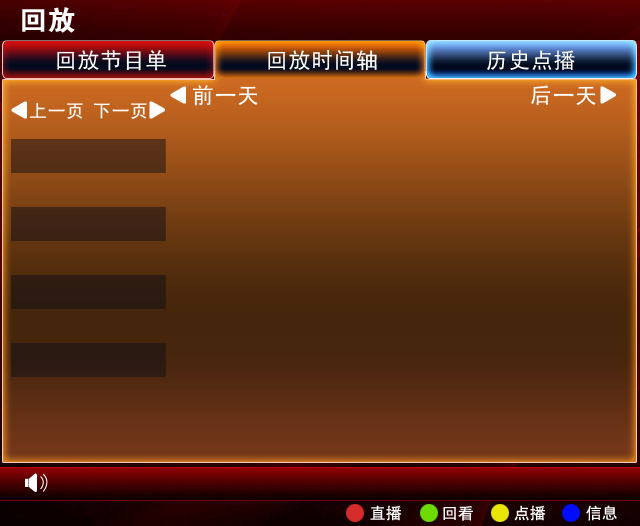 回放
回放节目单 回放时间轴 历史点播
前一天 后一天
上一页 下一页
直播 回看 点播 信息